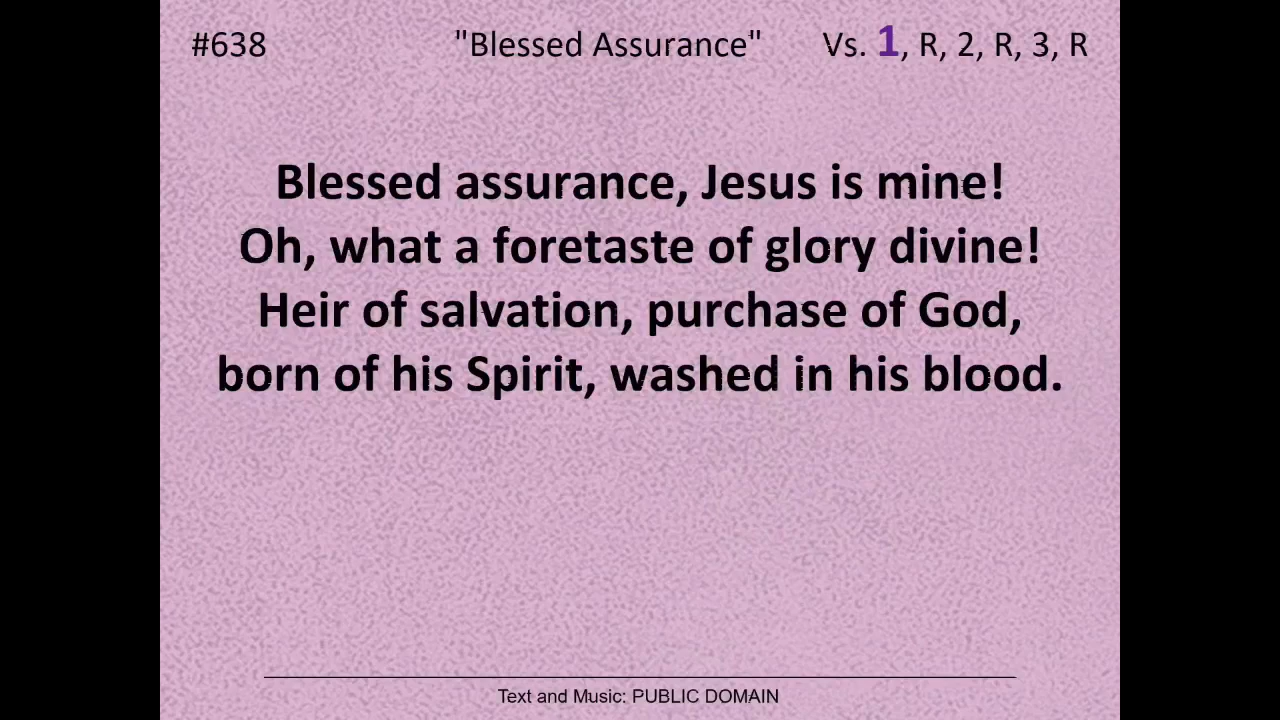 #638 "Blessed Assurance" Vs. 1, R, 2, R, 3, R
Blessed assurance, Jesus is mine!
Oh, what a foretaste of glory divine!
Heir of salvation, purchase of God,
born of his Spirit, washed in his blood.
Text and Music: PUBLIC DOMAIN